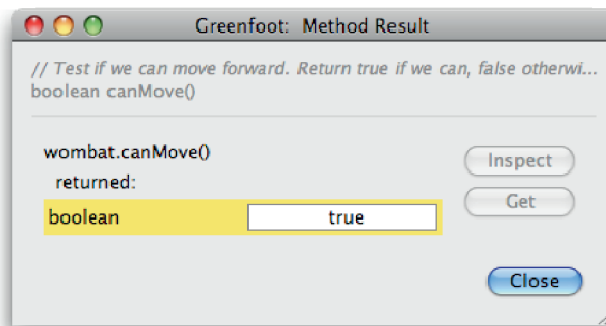 Greenfoot: Method Result
// Test if we can move forward. Return true if we can, false otherwi...
boolean canMove()
wombat.canMove()
returned:
boolean true
Inspect
Get
Close